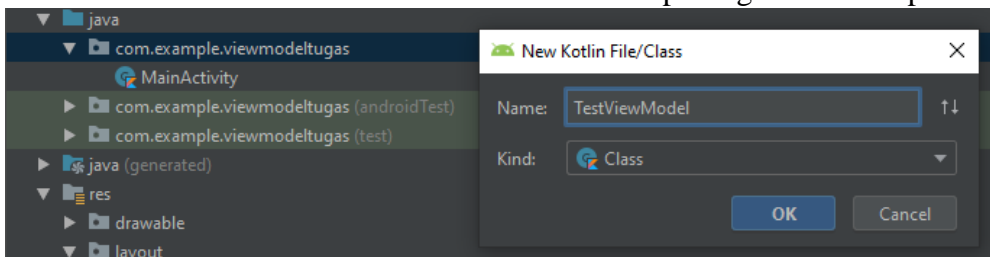 java
com.example.viewmodeltugas
MainActivity
com.example.viewmodeltugas (androidTest)
com.example.viewmodeltugas (test)
java (generated)
res
drawable
layout
New Kotlin File/Class
Name: TestViewModel
Kind: Class
OK Cancel